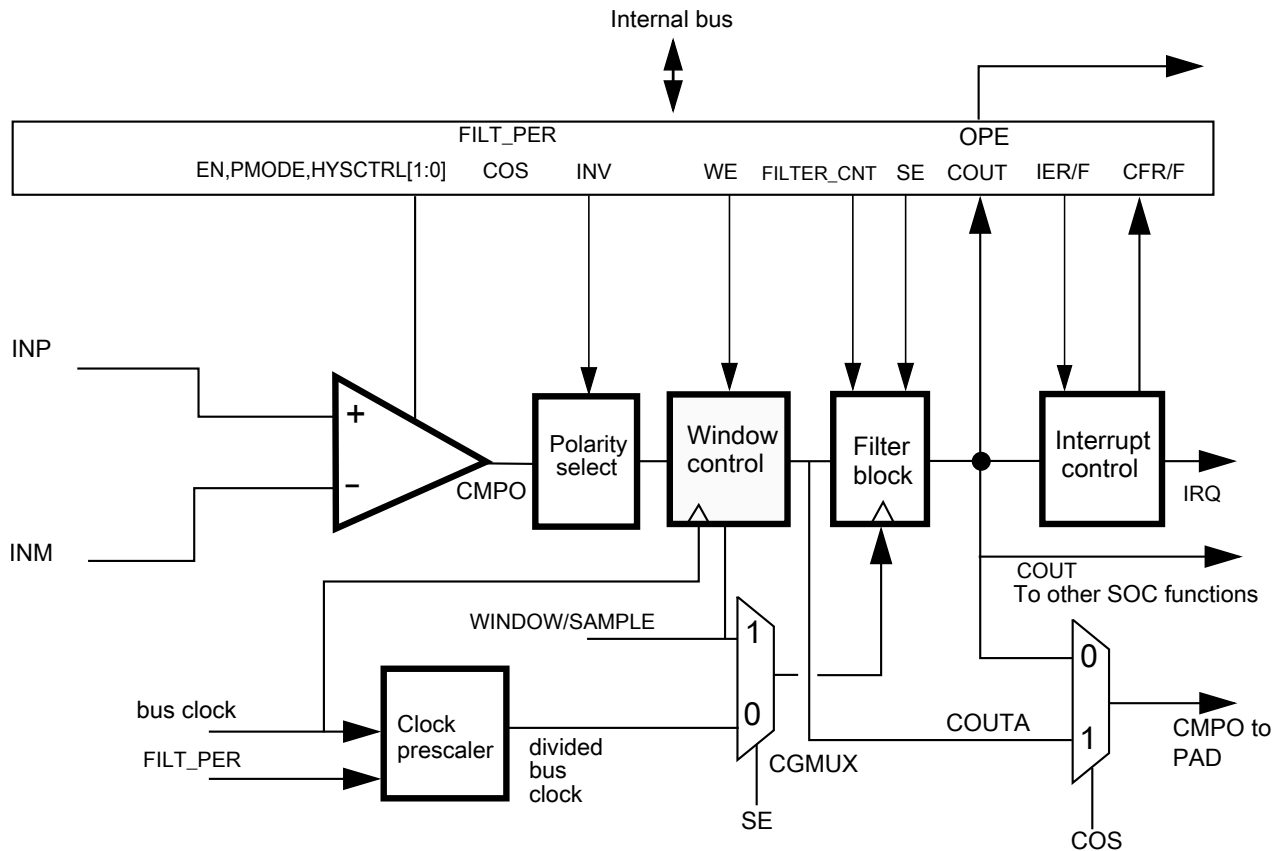 Internal bus
FILT_PER
OPE
EN,PMODE,HYSCTRL[1:0]
COS
INV
WE
FILTER_CNT
SE
COUT
IER/F
CFR/F
INP
+
Polarity
select
Window
control
Filter
block
Interrupt
control
−
CMPO
IRQ
INM
COUT
To other SOC functions
WINDOW/SAMPLE
1
0
0
bus clock
Clock
prescaler
divided
bus
clock
COUTA
1
CMPO to
PAD
FILT_PER
CGMUX
SE
COS